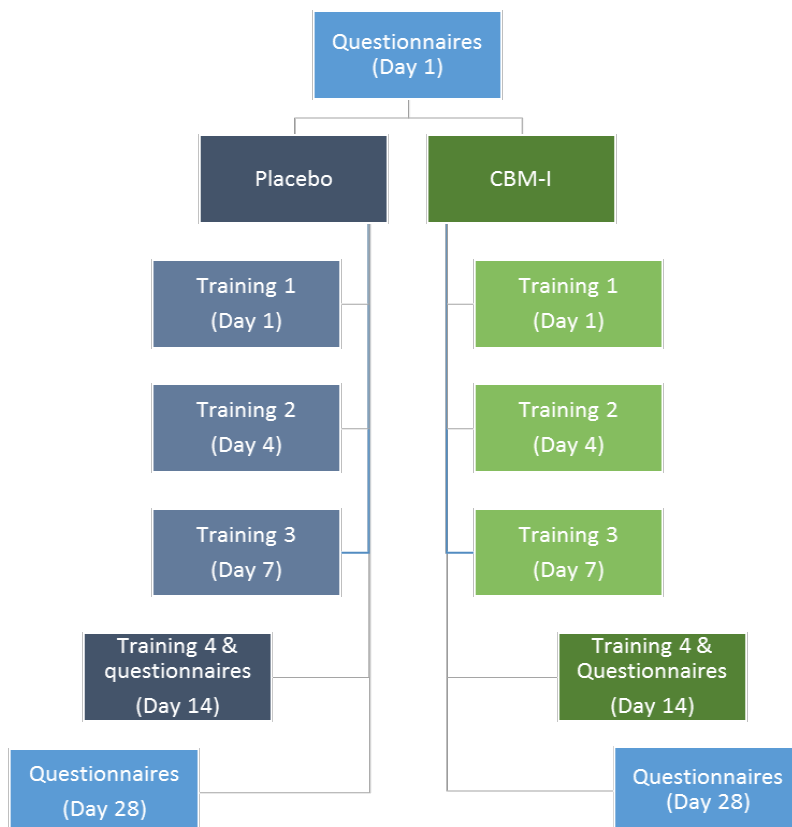 Questionnaires
(Day 1)
Placebo
CBM-I
Training 1
(Day 1)
Training 1
(Day 1)
Training 2
(Day 4)
Training 2
(Day 4)
Training 3
(Day 7)
Training 3
(Day 7)
Training 4 &
questionnaires
(Day 14)
Training 4 &
Questionnaires
(Day 14)
Questionnaires
(Day 28)
Questionnaires
(Day 28)